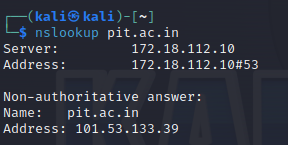 ┌──(kali㉿kali)-[~]
└─$ nslookup pit.ac.in
Server:         172.18.112.10
Address:        172.18.112.10#53

Non-authoritative answer:
Name:   pit.ac.in
Address: 101.53.133.39